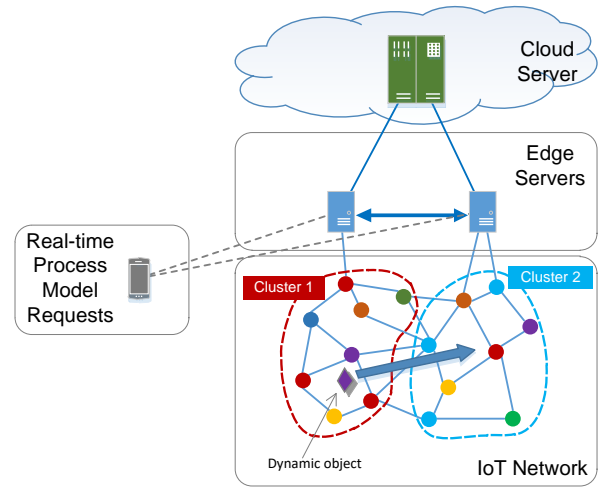 Cloud
Server
Edge
Servers
Real-time
Process
Model
Requests
Cluster 1
Cluster 2
Dynamic object
IoT Network